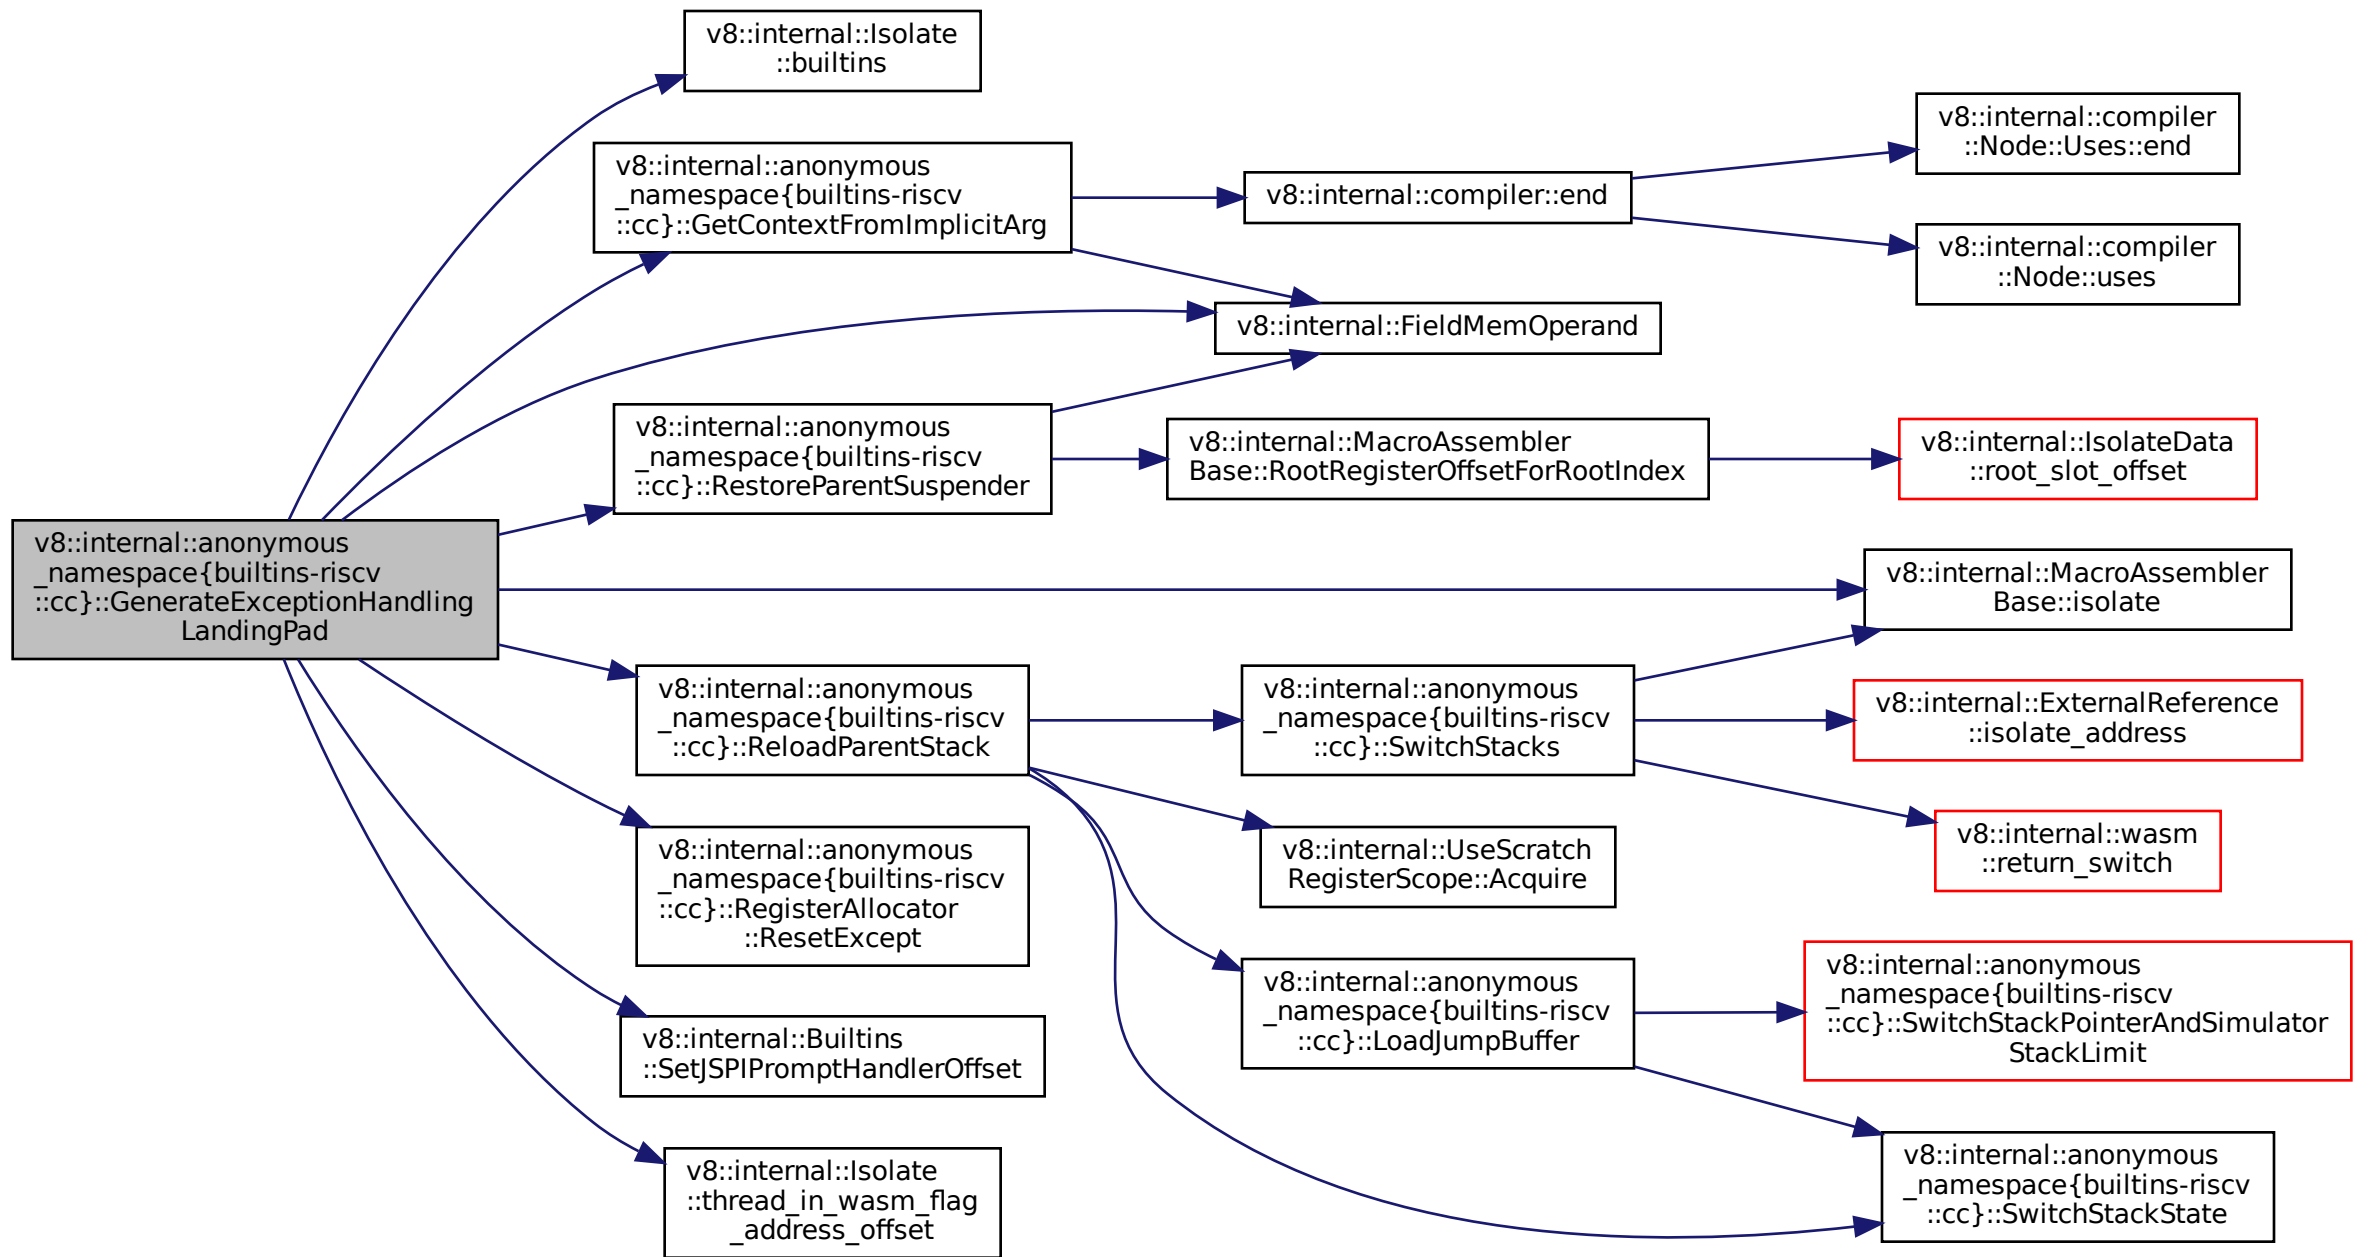 v8::internal::Isolate
::builtins
v8::internal::compiler
::Node::Uses::end
v8::internal::anonymous
_namespace{builtins-riscv
::cc}::GetContextFromImplicitArg
v8::internal::compiler::end
v8::internal::compiler
::Node::uses
v8::internal::FieldMemOperand
v8::internal::anonymous
_namespace{builtins-riscv
::cc}::RestoreParentSuspender
v8::internal::MacroAssembler
Base::RootRegisterOffsetForRootIndex
v8::internal::IsolateData
::root_slot_offset
v8::internal::anonymous
_namespace{builtins-riscv
::cc}::GenerateExceptionHandling
LandingPad
v8::internal::MacroAssembler
Base::isolate
v8::internal::anonymous
_namespace{builtins-riscv
::cc}::ReloadParentStack
v8::internal::anonymous
_namespace{builtins-riscv
::cc}::SwitchStacks
v8::internal::ExternalReference
::isolate_address
v8::internal::anonymous
_namespace{builtins-riscv
::cc}::RegisterAllocator
::ResetExcept
v8::internal::UseScratch
RegisterScope::Acquire
v8::internal::wasm
::return_switch
v8::internal::Builtins
::SetJSPIPromptHandlerOffset
v8::internal::anonymous
_namespace{builtins-riscv
::cc}::LoadJumpBuffer
v8::internal::anonymous
_namespace{builtins-riscv
::cc}::SwitchStackPointerAndSimulator
StackLimit
v8::internal::Isolate
::thread_in_wasm_flag
_address_offset
v8::internal::anonymous
_namespace{builtins-riscv
::cc}::SwitchStackState